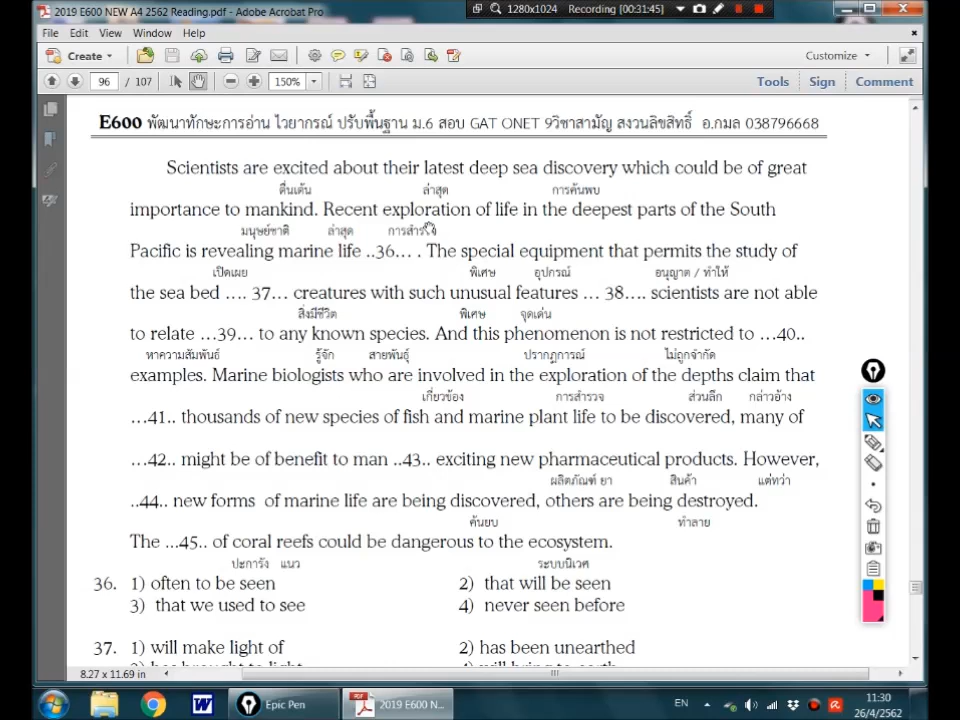 2019 E600 NEW A4 2562 Reading.pdf - Adobe Acrobat Pro
1280x1024 Recording [00:31:45]
File Edit View Window Help
Create
Customize
96 / 107
150%
Tools Sign Comment
E600 พัฒนาทักษะการอ่าน ไวยากรณ์ ปรับพื้นฐาน ม.6 สอบ GAT ONET 9วิชาสามัญ สงวนลิขสิทธิ์ อ.กมล 038796668
Scientists are excited about their latest deep sea discovery which could be of great
ตื่นเต้น ล่าสุด การค้นพบ
importance to mankind. Recent exploration of life in the deepest parts of the South
มนุษย์ชาติ ล่าสุด การสำรวจ
Pacific is revealing marine life ..36... . The special equipment that permits the study of
เปิดเผย พิเศษ อุปกรณ์ อนุญาต / ทำให้
the sea bed .... 37... creatures with such unusual features ... 38.... scientists are not able
สิ่งมีชีวิต พิเศษ จุดเด่น
to relate ...39... to any known species. And this phenomenon is not restricted to ...40..
หาความสัมพันธ์ รู้จัก สายพันธุ์ ปรากฏการณ์ ไม่ถูกจำกัด
examples. Marine biologists who are involved in the exploration of the depths claim that
เกี่ยวข้อง การสำรวจ ส่วนลึก กล่าวอ้าง
...41.. thousands of new species of fish and marine plant life to be discovered, many of
...42.. might be of benefit to man ..43.. exciting new pharmaceutical products. However,
ผลิตภัณฑ์ ยา สินค้า แต่ทว่า
..44.. new forms of marine life are being discovered, others are being destroyed.
ค้นยบ ทำลาย
The ...45.. of coral reefs could be dangerous to the ecosystem.
ปะการัง แนว ระบบนิเวศ
36. 1) often to be seen 2) that will be seen
3) that we used to see 4) never seen before
37. 1) will make light of 2) has been unearthed
8.27 x 11.69 in
Epic Pen
2019 E600 N...
EN
11:30
26/4/2562